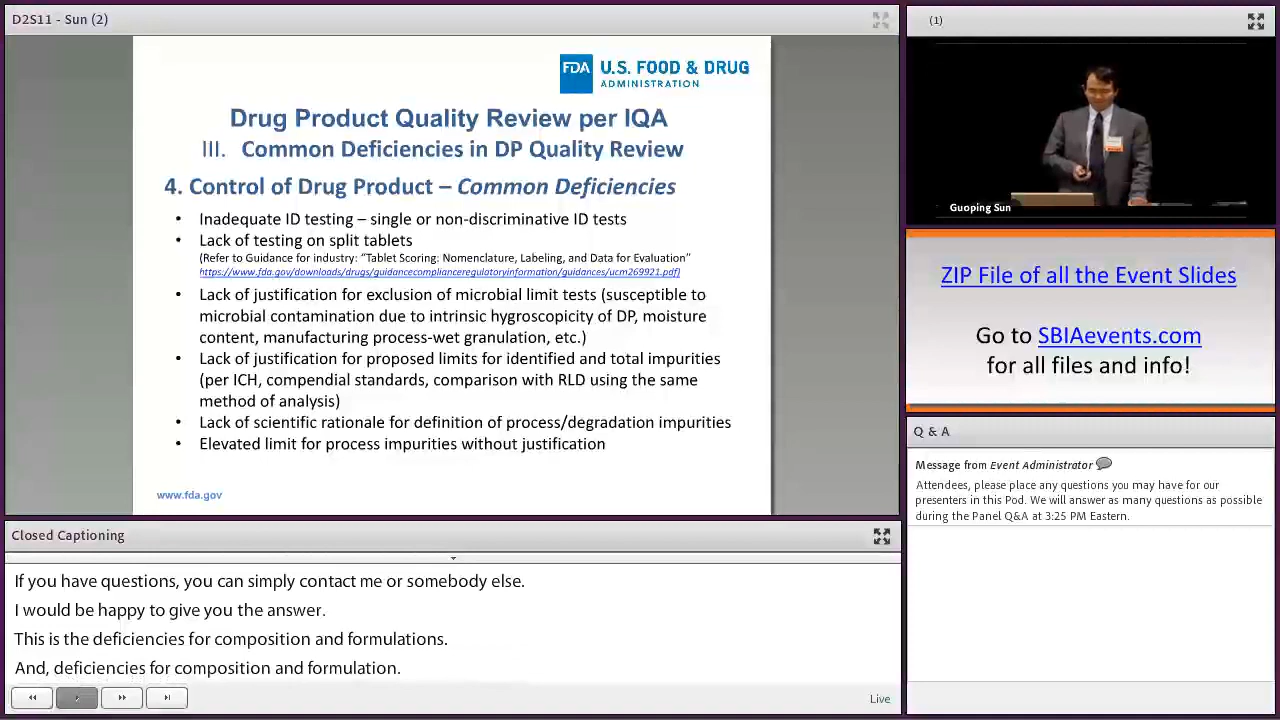 D2S11 - Sun (2)
FDA U.S. FOOD & DRUG
ADMINISTRATION
Drug Product Quality Review per IQA
III. Common Deficiencies in DP Quality Review
4. Control of Drug Product – Common Deficiencies
• Inadequate ID testing – single or non-discriminative ID tests
• Lack of testing on split tablets
(Refer to Guidance for industry: “Tablet Scoring: Nomenclature, Labeling, and Data for Evaluation”
https://www.fda.gov/downloads/drugs/guidancecomplianceregulatoryinformation/guidances/ucm269921.pdf)
• Lack of justification for exclusion of microbial limit tests (susceptible to
microbial contamination due to intrinsic hygroscopicity of DP, moisture
content, manufacturing process-wet granulation, etc.)
• Lack of justification for proposed limits for identified and total impurities
(per ICH, compendial standards, comparison with RLD using the same
method of analysis)
• Lack of scientific rationale for definition of process/degradation impurities
• Elevated limit for process impurities without justification
www.fda.gov
Closed Captioning
If you have questions, you can simply contact me or somebody else.
I would be happy to give you the answer.
This is the deficiencies for composition and formulations.
And, deficiencies for composition and formulation.
Live
(1)
Guoping Sun
ZIP File of all the Event Slides
Go to SBIAevents.com
for all files and info!
Q & A
Message from Event Administrator
Attendees, please place any questions you may have for our
presenters in this Pod. We will answer as many questions as possible
during the Panel Q&A at 3:25 PM Eastern.